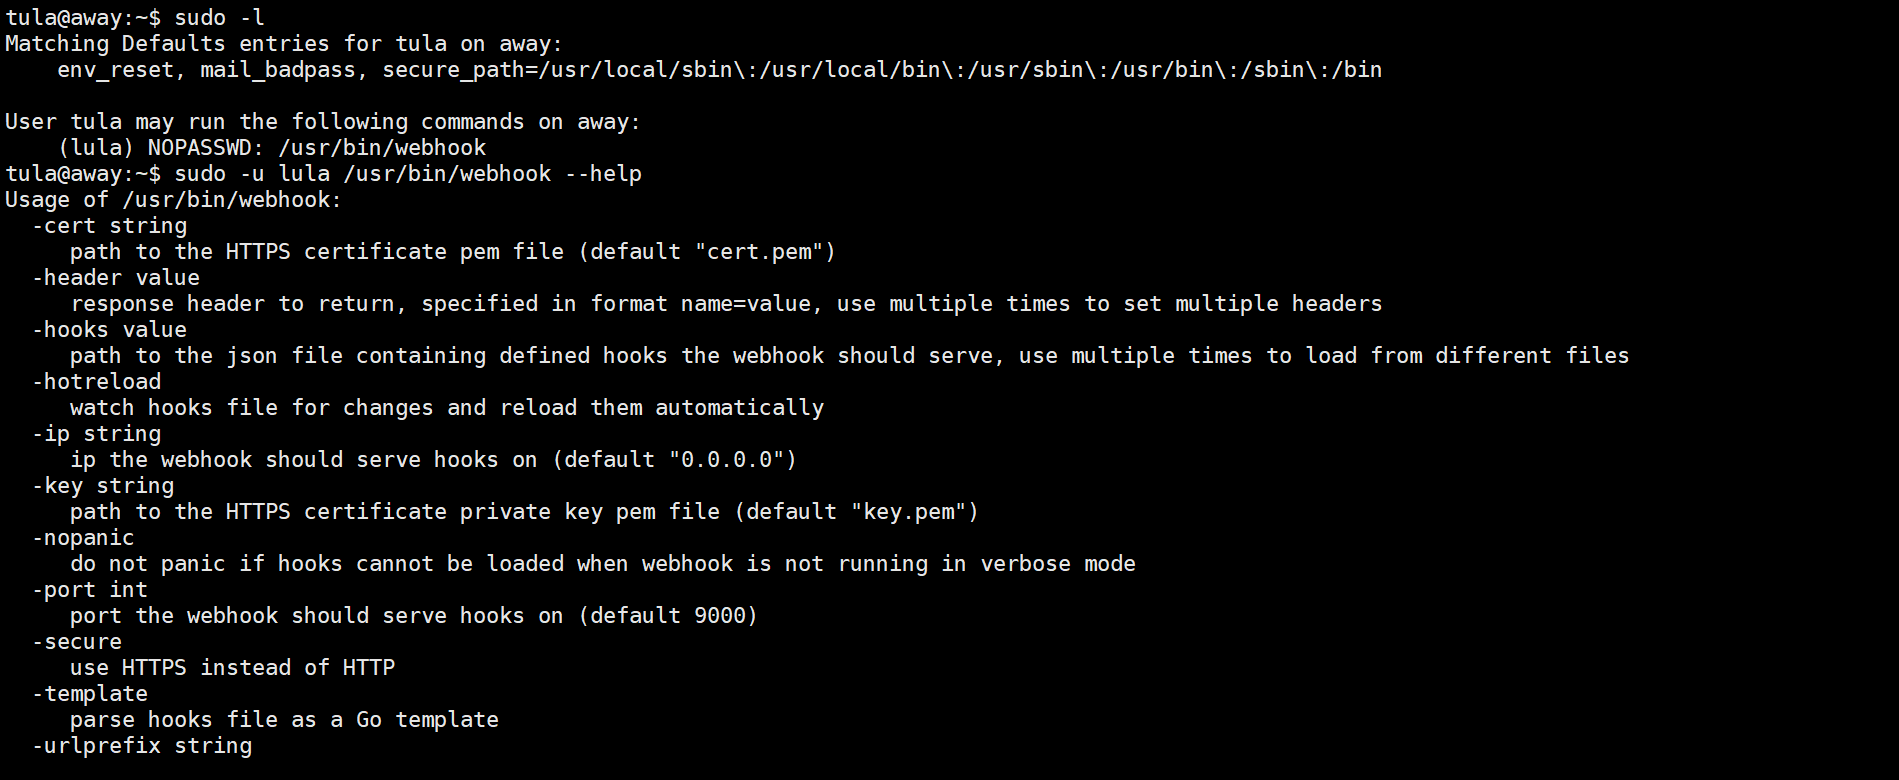 tula@away:~$ sudo -l
Matching Defaults entries for tula on away:
    env_reset, mail_badpass, secure_path=/usr/local/sbin\:/usr/local/bin\:/usr/sbin\:/usr/bin\:/sbin\:/bin

User tula may run the following commands on away:
    (lula) NOPASSWD: /usr/bin/webhook
tula@away:~$ sudo -u lula /usr/bin/webhook --help
Usage of /usr/bin/webhook:
  -cert string
     path to the HTTPS certificate pem file (default "cert.pem")
  -header value
     response header to return, specified in format name=value, use multiple times to set multiple headers
  -hooks value
     path to the json file containing defined hooks the webhook should serve, use multiple times to load from different files
  -hotreload
     watch hooks file for changes and reload them automatically
  -ip string
     ip the webhook should serve hooks on (default "0.0.0.0")
  -key string
     path to the HTTPS certificate private key pem file (default "key.pem")
  -nopanic
     do not panic if hooks cannot be loaded when webhook is not running in verbose mode
  -port int
     port the webhook should serve hooks on (default 9000)
  -secure
     use HTTPS instead of HTTP
  -template
     parse hooks file as a Go template
  -urlprefix string